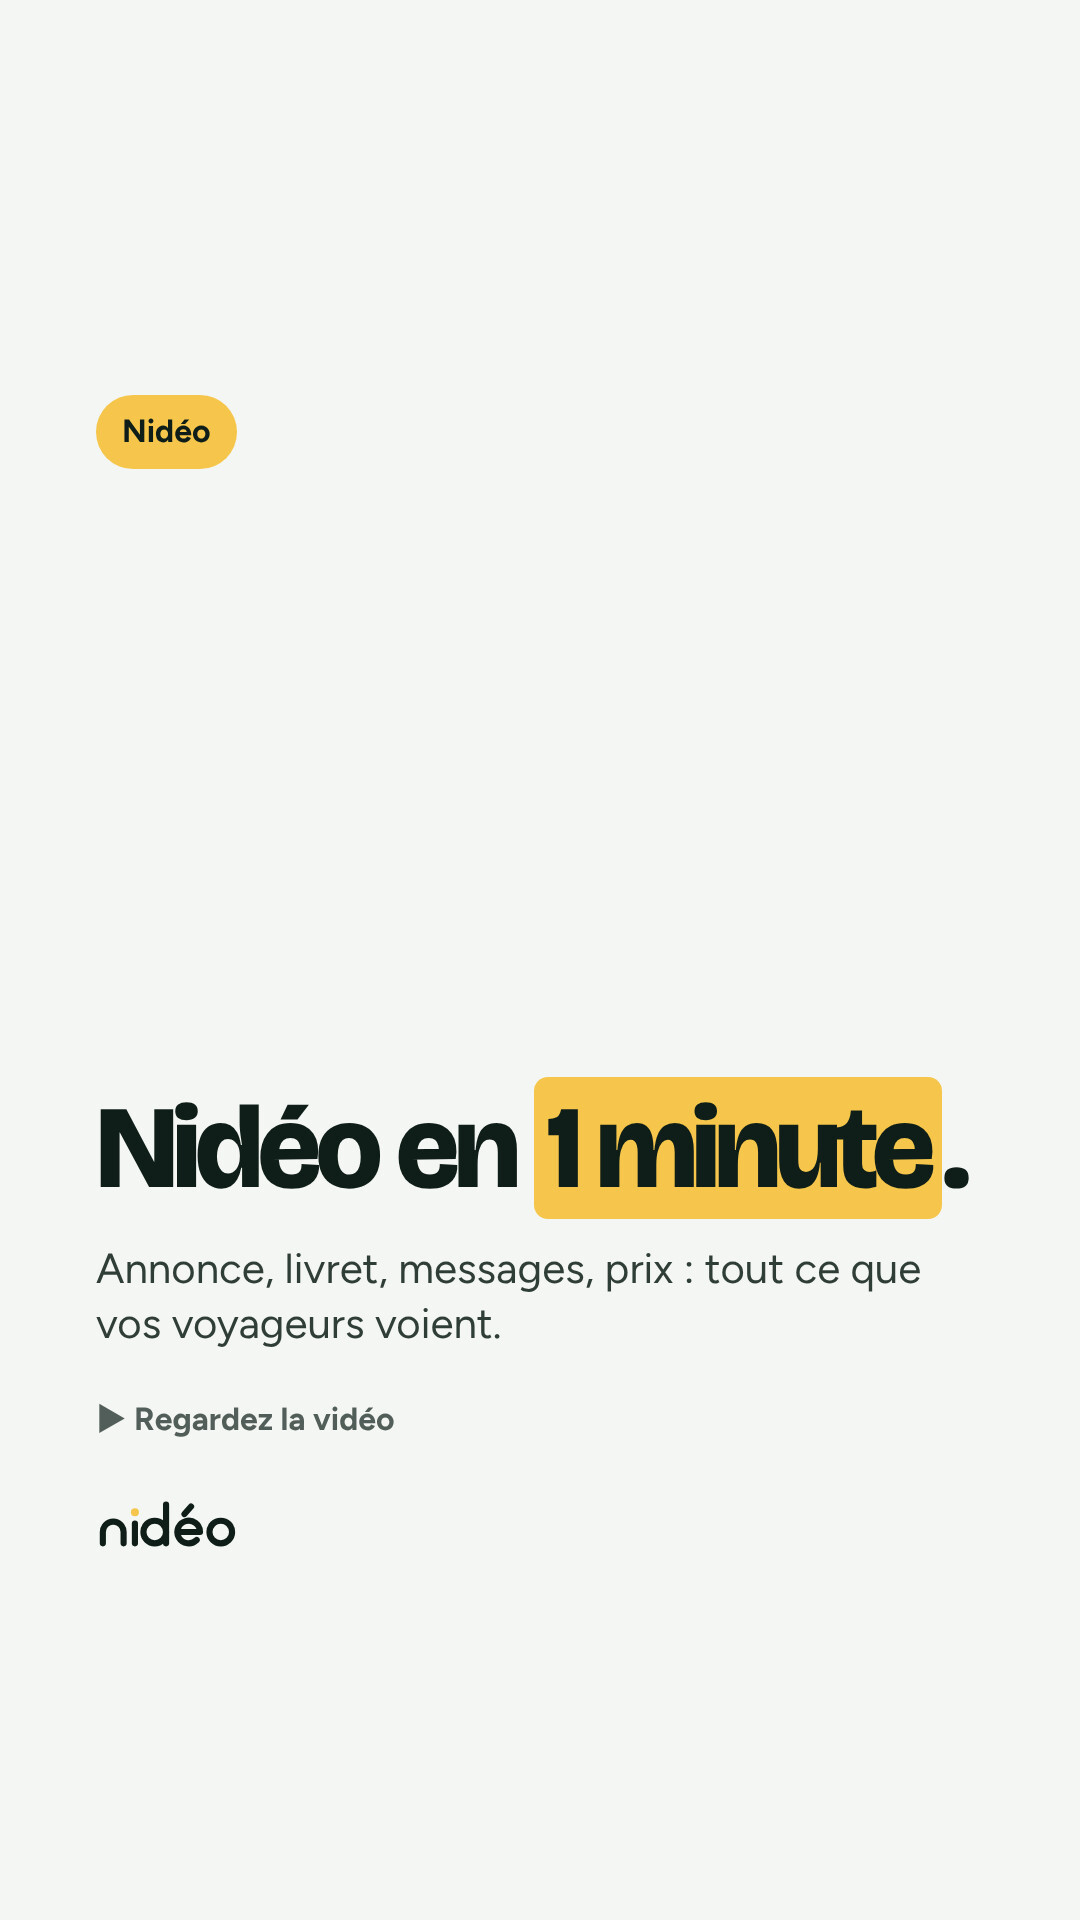 Nidéo
Nidéo en 1 minute.
Annonce, livret, messages, prix : tout ce que
vos voyageurs voient.
▶ Regardez la vidéo
nidéo